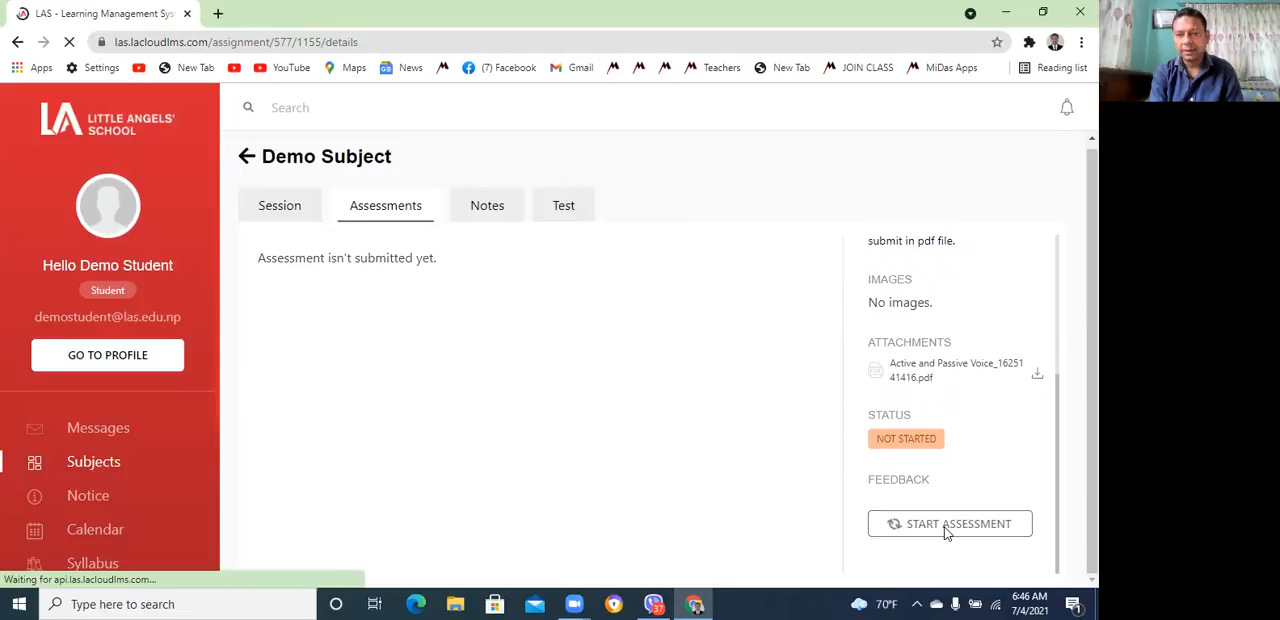 LAS - Learning Management Sys
las.lacloudlms.com/assignment/577/1155/details
Apps Settings New Tab YouTube Maps News (7) Facebook Gmail Teachers New Tab JOIN CLASS MiDas Apps Reading list
LA LITTLE ANGELS' SCHOOL
Search
Demo Subject
Session Assessments Notes Test
Hello Demo Student
Student
demostudent@las.edu.np
GO TO PROFILE
Messages
Subjects
Notice
Calendar
Syllabus
Assessment isn't submitted yet.
submit in pdf file.
IMAGES
No images.
ATTACHMENTS
PDF
Active and Passive Voice_16251
41416.pdf
STATUS
NOT STARTED
FEEDBACK
START ASSESSMENT
Waiting for api.las.lacloudlms.com...
Type here to search
37
70°F
6:46 AM
7/4/2021
1